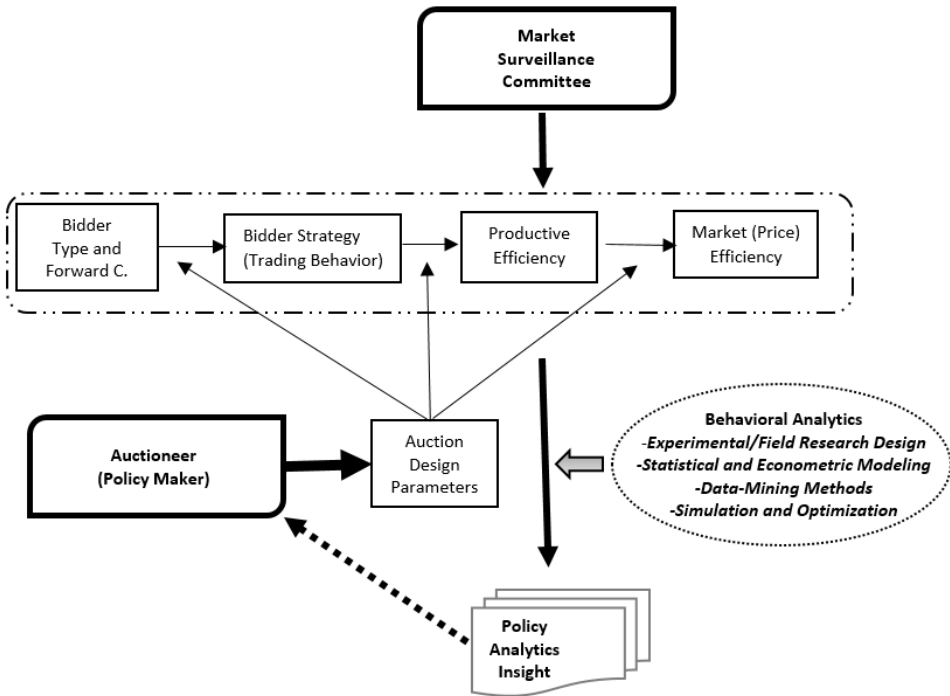 Market
Surveillance
Committee
Bidder
Type and
Forward C.
Bidder Strategy
(Trading Behavior)
Productive
Efficiency
Market (Price)
Efficiency
Auctioneer
(Policy Maker)
Auction
Design
Parameters
Behavioral Analytics
-Experimental/Field Research Design
-Statistical and Econometric Modeling
-Data-Mining Methods
-Simulation and Optimization
Policy
Analytics
Insight